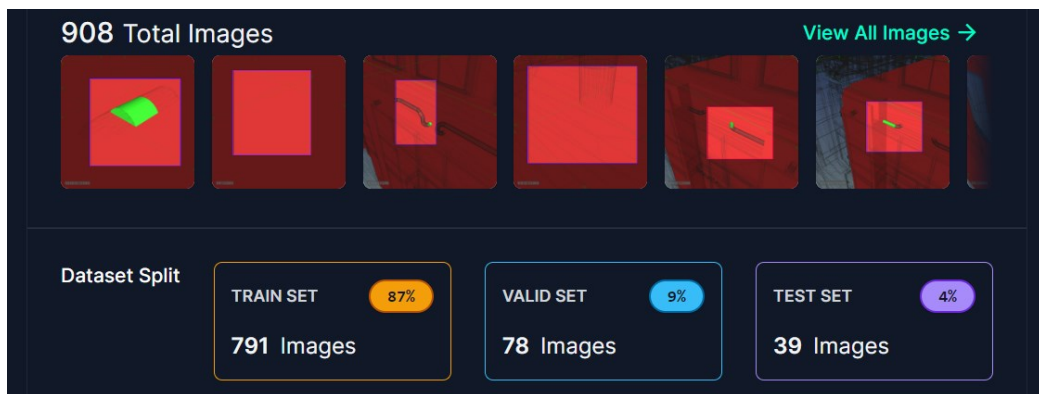 908 Total Images
View All Images →
Dataset Split
TRAIN SET 87%
791 Images
VALID SET 9%
78 Images
TEST SET 4%
39 Images